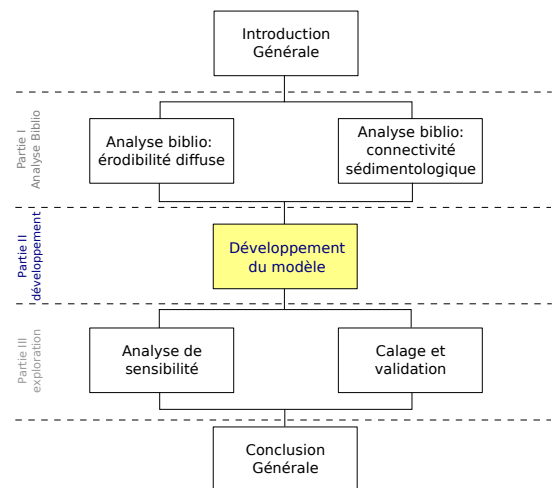 Introduction
Générale
Partie I
Analyse Biblio
Analyse biblio:
érodibilité diffuse
Analyse biblio:
connectivité
sédimentologique
Partie II
développement
Développement
du modèle
Partie III
exploration
Analyse de
sensibilité
Calage et
validation
Conclusion
Générale